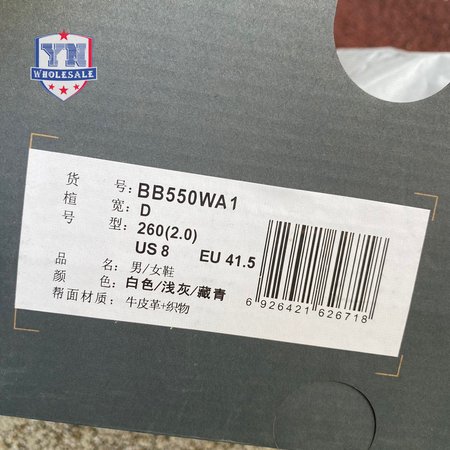 YN
WHOLESALE
货 号: BB550WA1
楦 宽: D
号 型: 260(2.0)
US 8 EU 41.5
品 名: 男/女鞋
颜 色: 白色/浅灰/藏青
帮面材质: 牛皮革+织物
6 926421 626718